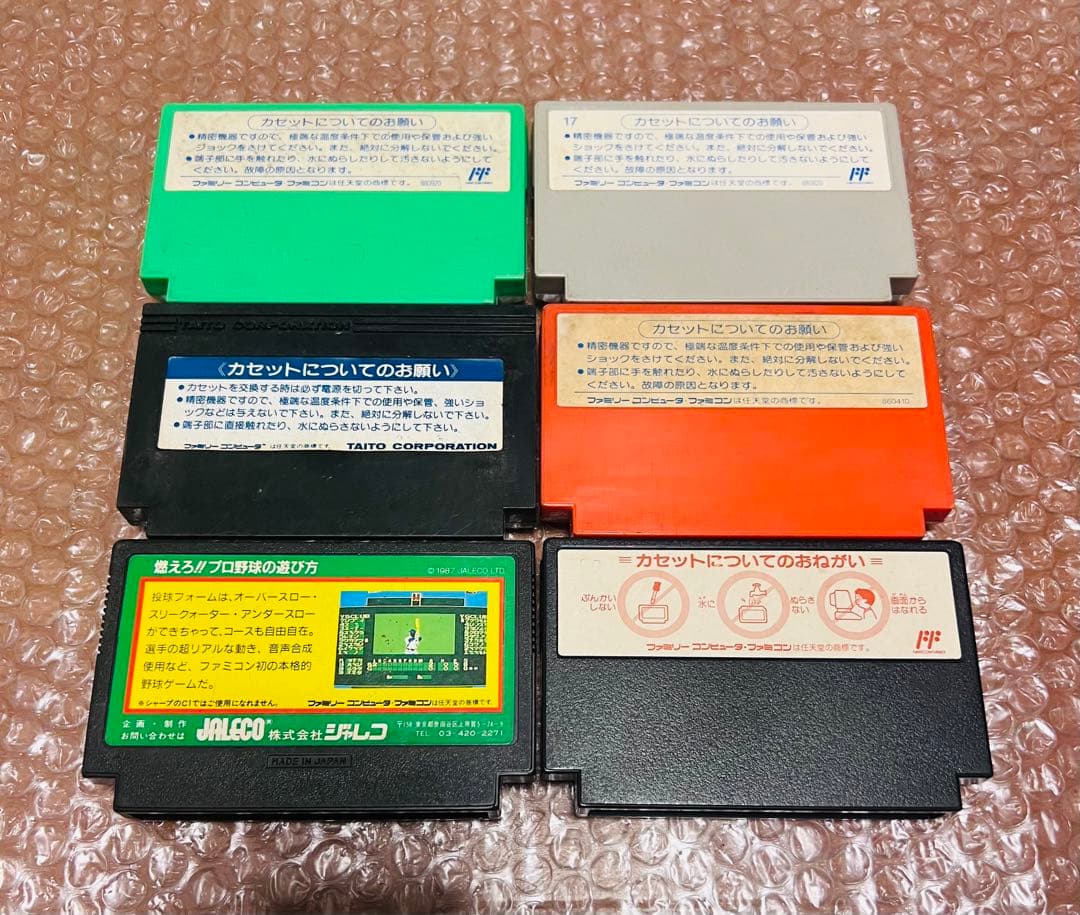 カセットについてのお願い
●精密機器ですので、極端な温度条件下での使用や保管および強い
ショックをさけてください。また、絶対に分解しないでください。
●端子部に手を触れたり、水にぬらしたりして汚さないようにして
ください。故障の原因となります。
ファミリー コンピュータ・ファミコンは任天堂の商標です。
17
カセットについてのお願い
●精密機器ですので、極端な温度条件下での使用や保管および強い
ショックをさけてください。また、絶対に分解しないでください。
●端子部に手を触れたり、水にぬらしたりして汚さないようにして
ください。故障の原因となります。
ファミリー コンピュータ・ファミコンは任天堂の商標です。
TAITO CORPORATION
《カセットについてのお願い》
●カセットを交換する時は必ず電源を切って下さい。
●精密機器ですので、極端な温度条件下での使用や保管、強いショ
ックなどは与えないで下さい。また、絶対に分解しないで下さい。
●端子部に直接触れたり、水にぬらさないようにして下さい。
ファミリー コンピュータ™は任天堂の商標です。 TAITO CORPORATION
カセットについてのお願い
●精密機器ですので、極端な温度条件下での使用や保管および強い
ショックをさけてください。また、絶対に分解しないでください。
●端子部に手を触れたり、水にぬらしたりして汚さないようにして
ください。故障の原因となります。
ファミリー コンピュータ・ファミコンは任天堂の商標です。 860410
燃えろ!!プロ野球の遊び方
© 1987 JALECO LTD.
投球フォームは、オーバースロー・
スリークォーター・アンダースロー
ができちゃって、コースも自由自在。
選手の超リアルな動き、音声合成
使用など、ファミコン初の本格的
野球ゲームだ。
※シャープのC1ではご使用になれません。 ファミリー コンピュータ・ファミコンは任天堂の商標です。
企画・制作
お問い合わせは JALECO® 株式会社ジャレコ
〒158 東京都世田谷区上用賀5-24-9
TEL. 03-420-2271
MADE IN JAPAN
カセットについてのおねがい
ぶんかい
しない
水に
ぬらさ
ない
画面から
はなれる
ファミリー コンピュータ・ファミコンは任天堂の商標です。